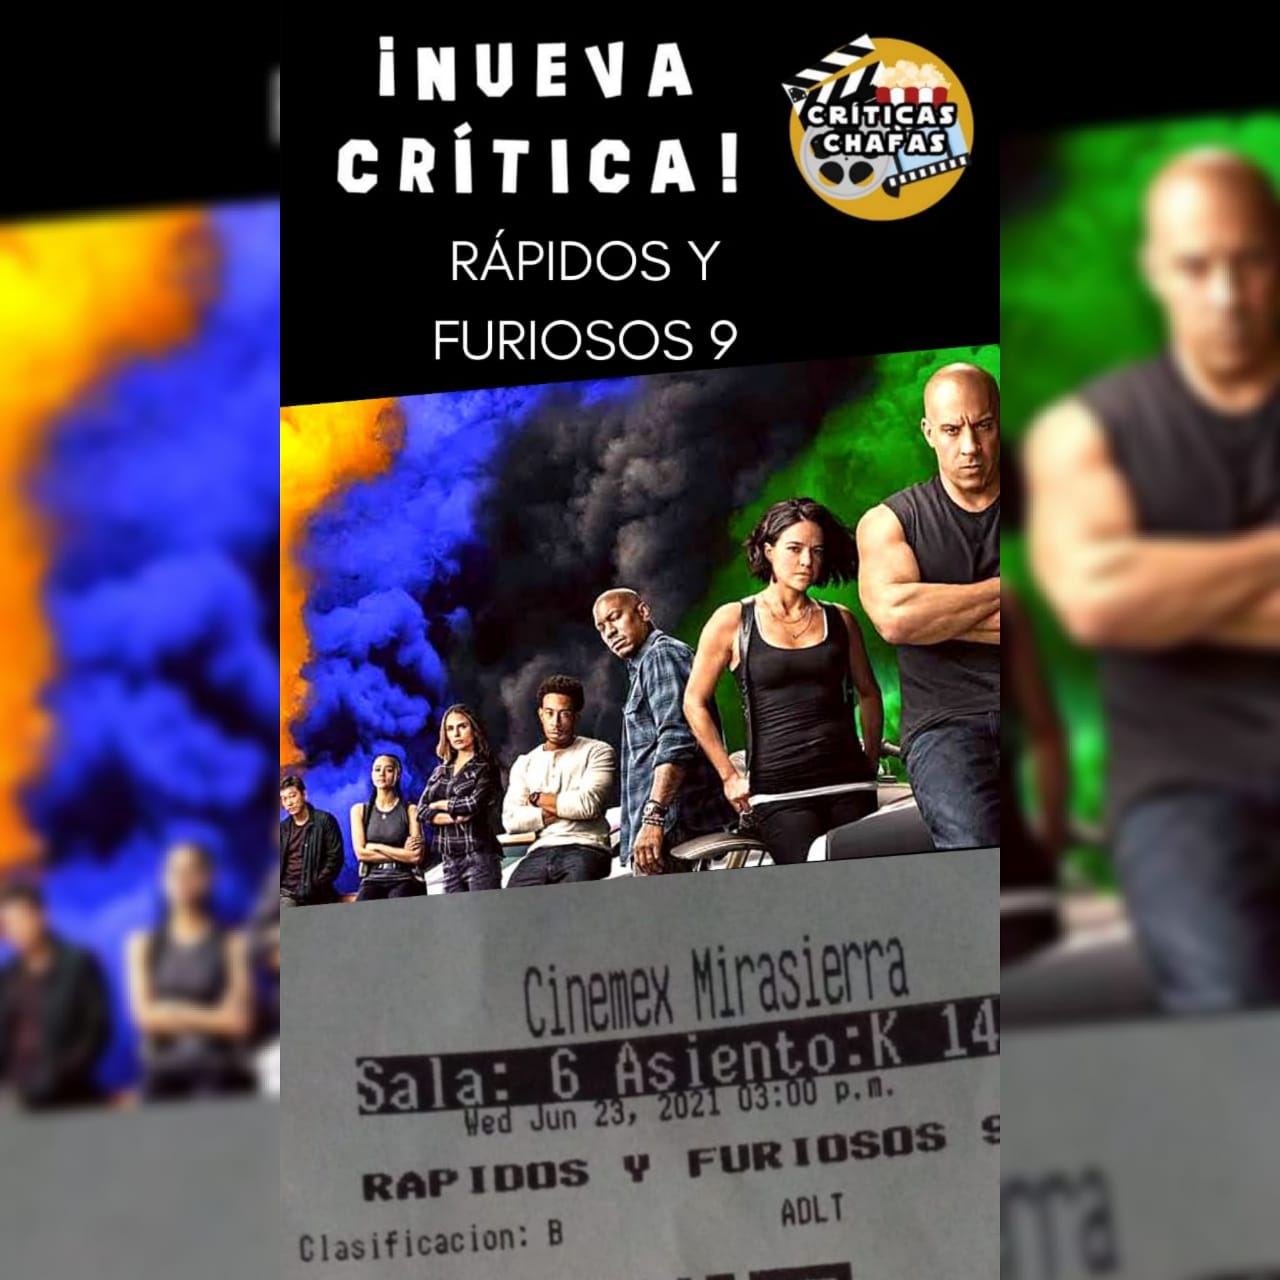 ¡NUEVA
CRÍTICA!
CRÍTICAS
CHAFAS
RÁPIDOS Y
FURIOSOS 9
Cinemex Mirasierra
Sala: 6 Asiento:K 14
Wed Jun 23, 2021 03:00 p.m.
RAPIDOS Y FURIOSOS 9
ADLT
Clasificacion: B